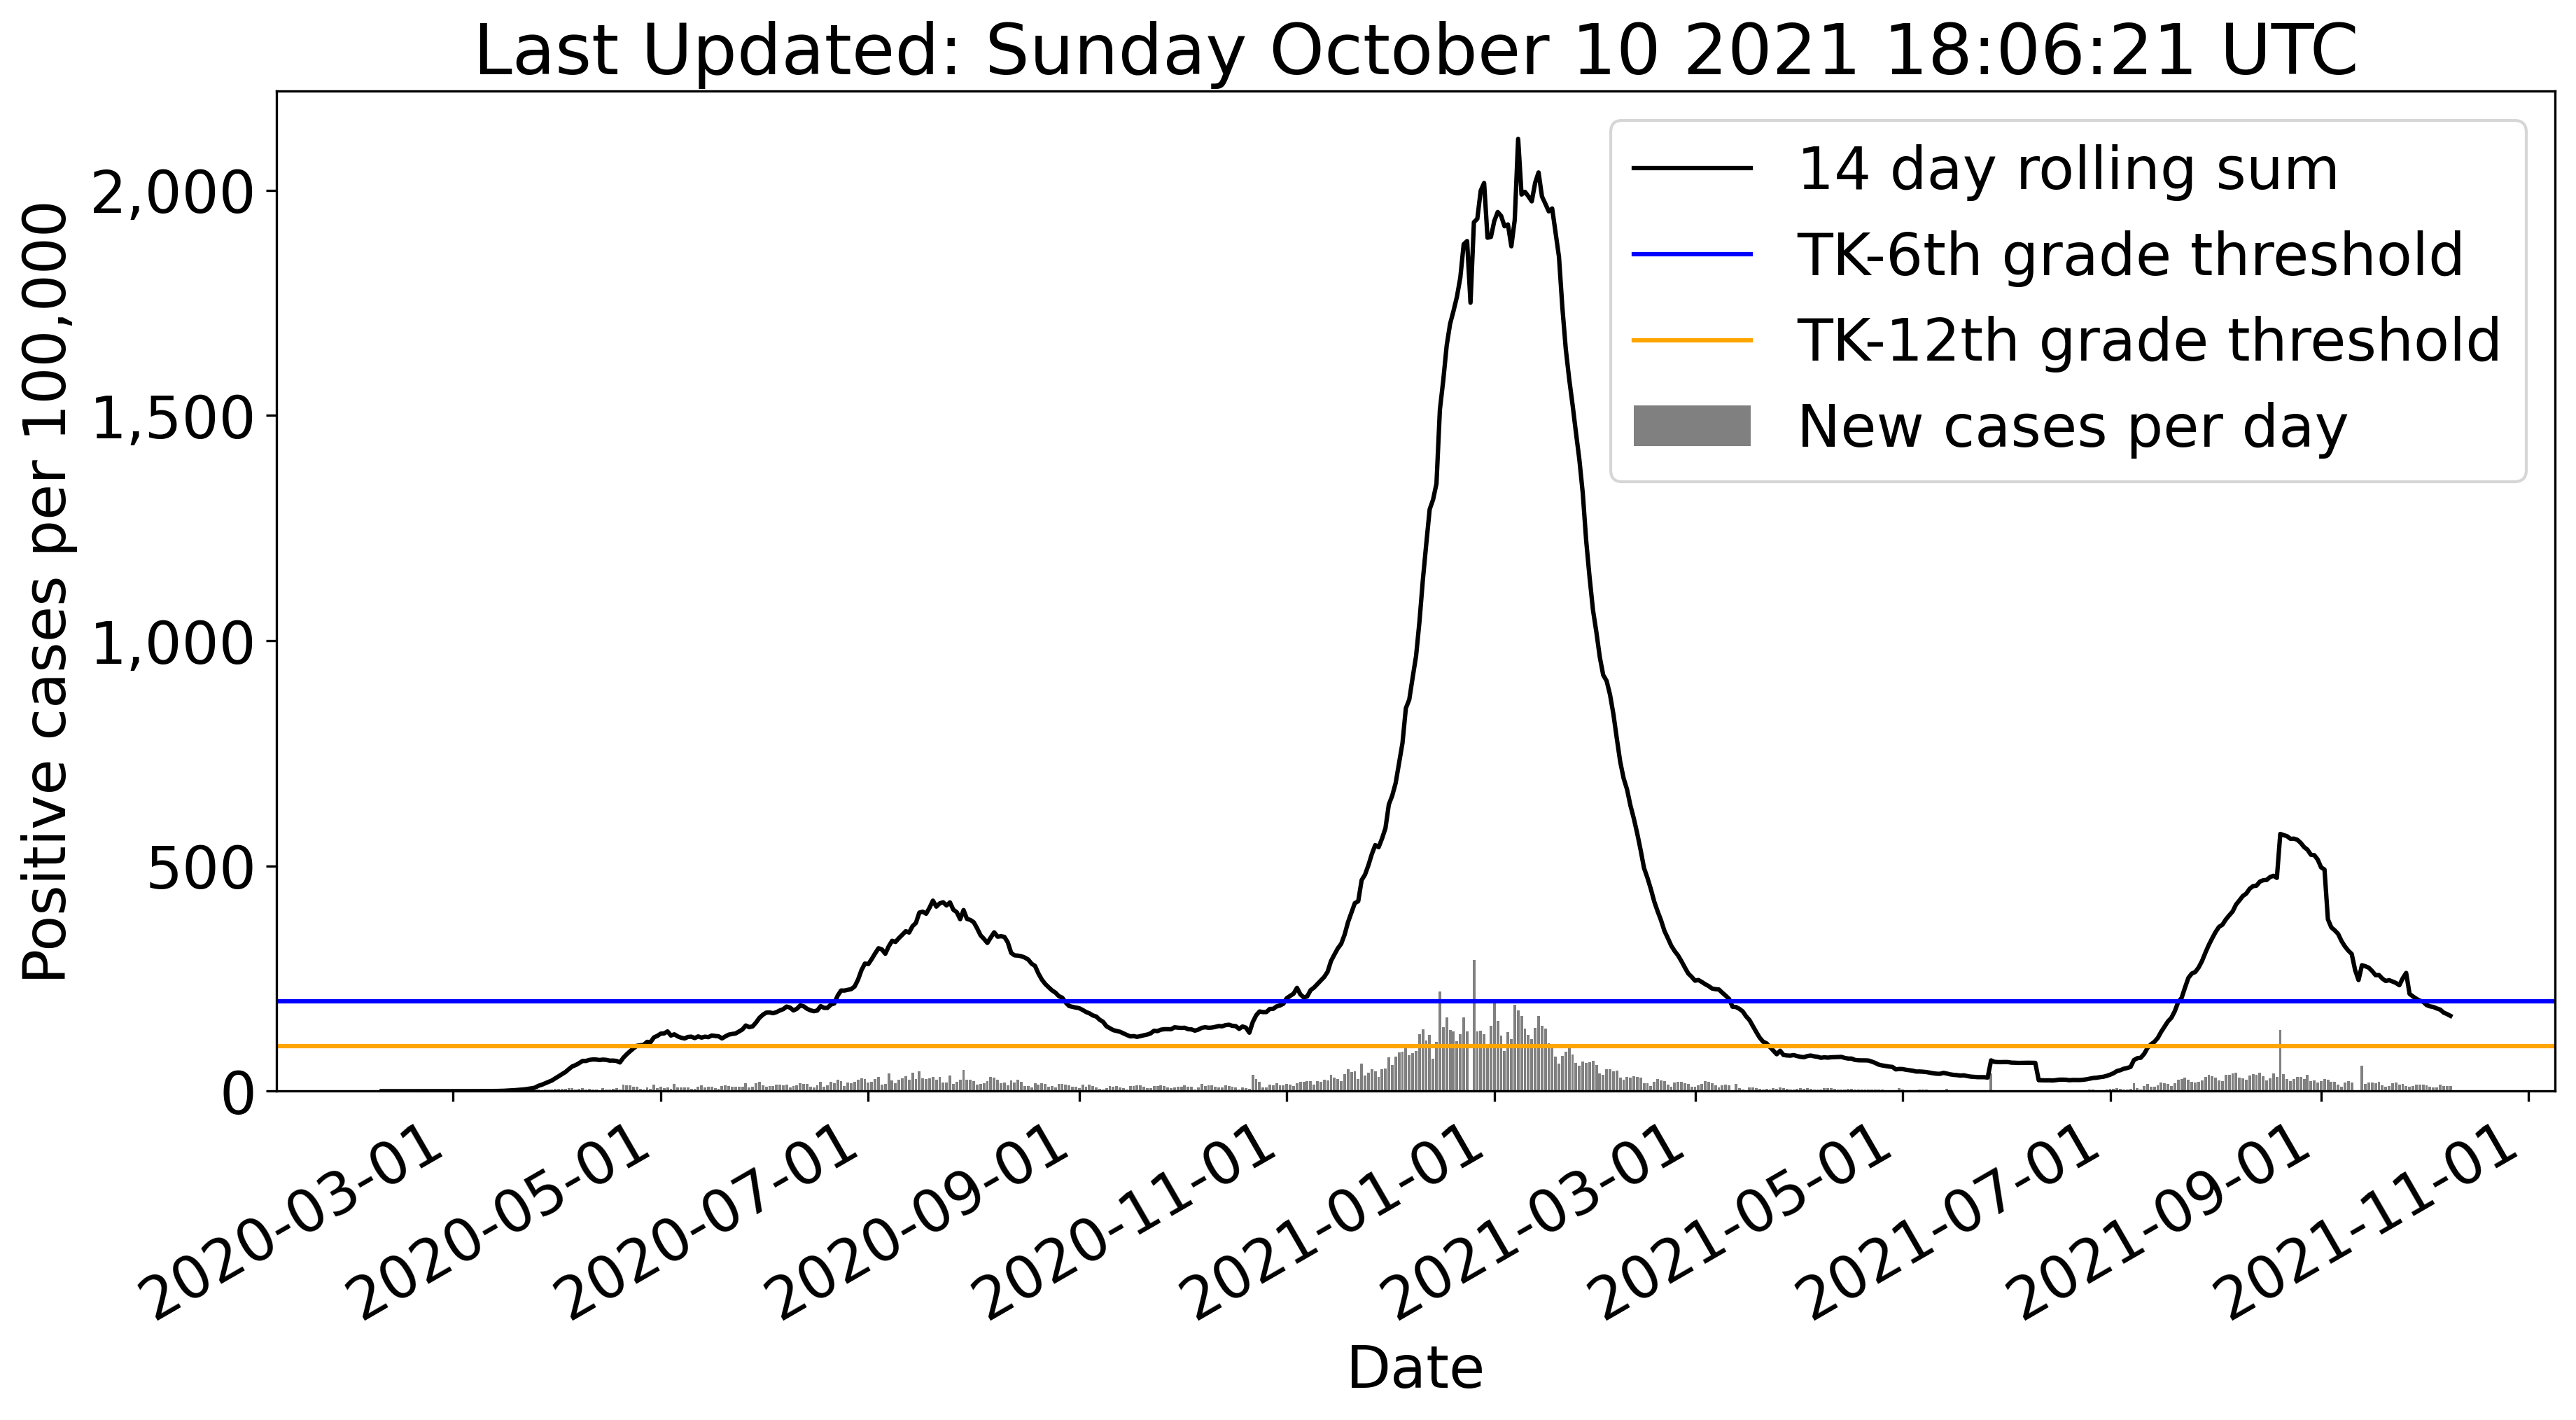 Last Updated: Sunday October 10 2021 18:06:21 UTC
Positive cases per 100,000
2,000
1,500
1,000
500
0
14 day rolling sum
TK-6th grade threshold
TK-12th grade threshold
New cases per day
2020-03-01
2020-05-01
2020-07-01
2020-09-01
2020-11-01
2021-01-01
2021-03-01
2021-05-01
2021-07-01
2021-09-01
2021-11-01
Date